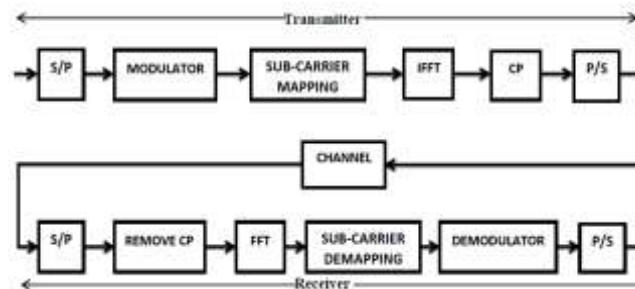 Transmitter
S/P
MODULATOR
SUB-CARRIER
MAPPING
IFFT
CP
P/S
CHANNEL
S/P
REMOVE CP
FFT
SUB-CARRIER
DEMAPPING
DEMODULATOR
P/S
Receiver